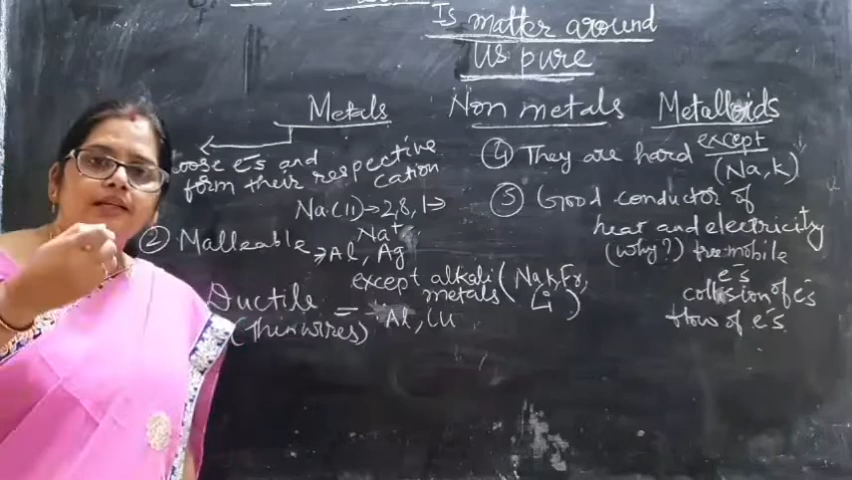 Is matter around
us pure
Metals
Non metals
Metalloids
oose e⁻s and
form their respective
cation
Na(11)→2,8,1→
Na⁺
② Malleable → Al, Ag
except alkali (Na,K,Fr,
metals Li)
Ductile = Al, Cu
(Thin wires)
④ They are hard except
(Na,K)
⑤ Good conductor of
heat and electricity
(why?) free mobile
e⁻s
collision of e⁻s
flow of e⁻s